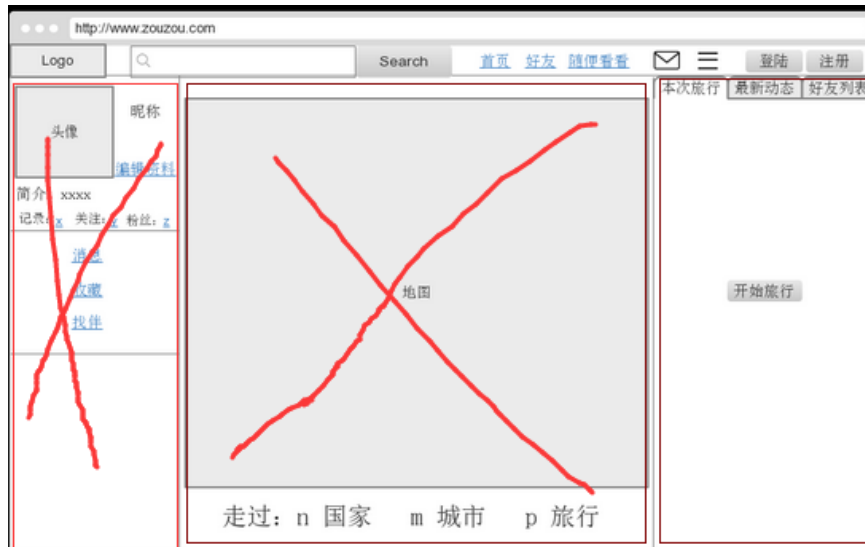 http://www.zouzou.com
Logo Search 首页 好友 随便看看 登陆 注册
本次旅行 最新动态 好友列表
昵称
头像
编辑资料
简介: xxxx
记录: x 关注: y 粉丝: z
消息
收藏
找伴
地图
开始旅行
走过: n 国家 m 城市 p 旅行